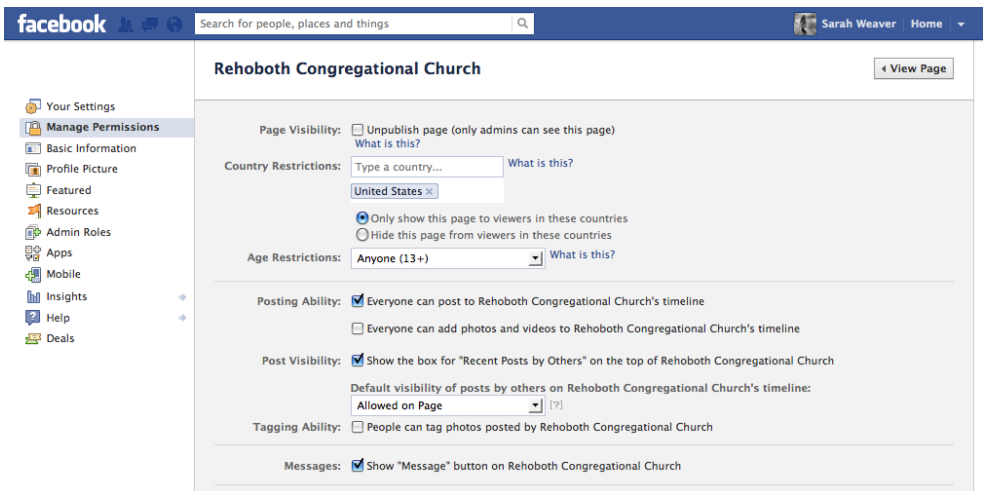 facebook
Search for people, places and things
Sarah Weaver
Home
Rehoboth Congregational Church
View Page
Your Settings
Manage Permissions
Basic Information
Profile Picture
Featured
Resources
Admin Roles
Apps
Mobile
Insights
Help
Deals
Page Visibility: Unpublish page (only admins can see this page)
What is this?
Country Restrictions: Type a country... What is this?
United States ×
Only show this page to viewers in these countries
Hide this page from viewers in these countries
Age Restrictions: Anyone (13+) What is this?
Posting Ability: Everyone can post to Rehoboth Congregational Church's timeline
Everyone can add photos and videos to Rehoboth Congregational Church's timeline
Post Visibility: Show the box for "Recent Posts by Others" on the top of Rehoboth Congregational Church
Default visibility of posts by others on Rehoboth Congregational Church's timeline:
Allowed on Page [?]
Tagging Ability: People can tag photos posted by Rehoboth Congregational Church
Messages: Show "Message" button on Rehoboth Congregational Church